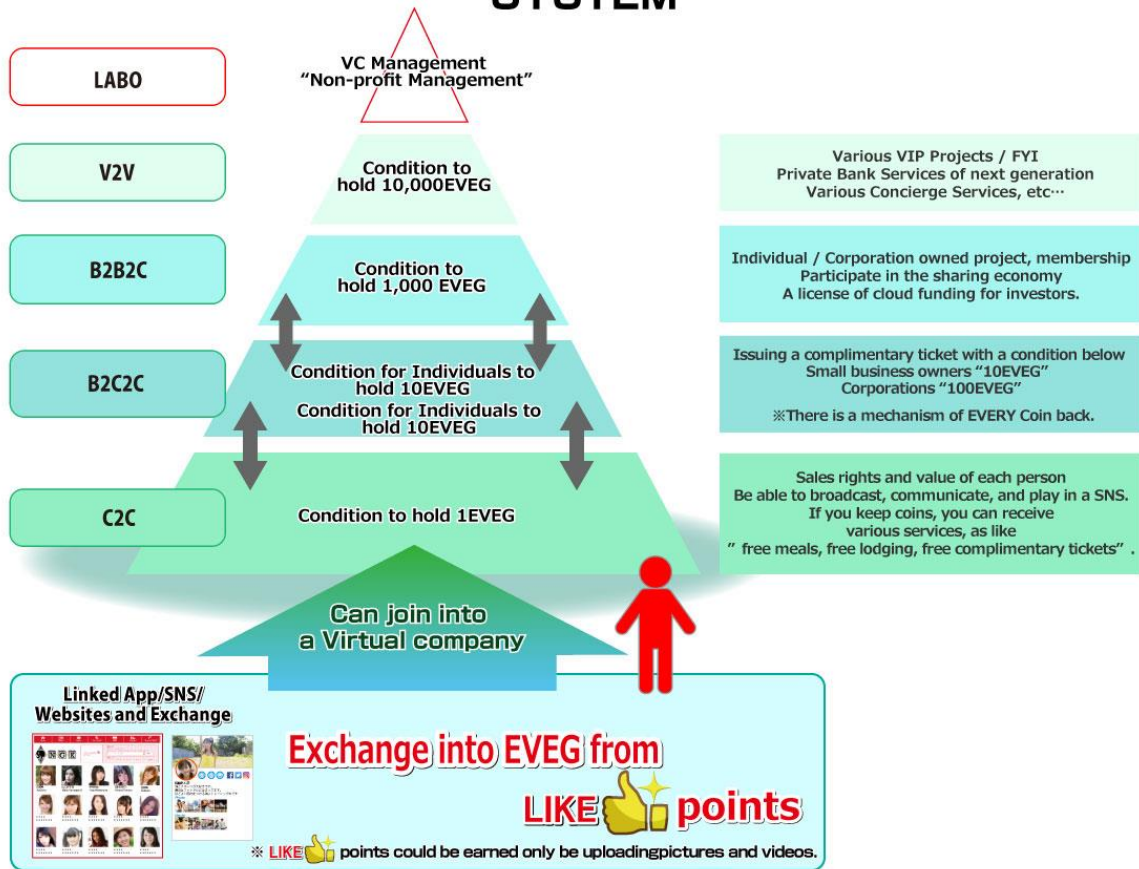 SYSTEM
LABO
VC Management
“Non-profit Management”
V2V
Condition to
hold 10,000EVEG
Various VIP Projects / FYI
Private Bank Services of next generation
Various Concierge Services, etc…
B2B2C
Condition to
hold 1,000 EVEG
Individual / Corporation owned project, membership
Participate in the sharing economy
A license of cloud funding for investors.
B2C2C
Condition for Individuals to
hold 10EVEG
Condition for Individuals to
hold 10EVEG
Issuing a complimentary ticket with a condition below
Small business owners “10EVEG”
Corporations “100EVEG”
※There is a mechanism of EVERY Coin back.
C2C
Condition to hold 1EVEG
Sales rights and value of each person
Be able to broadcast, communicate, and play in a SNS.
If you keep coins, you can receive
various services, as like
” free meals, free lodging, free complimentary tickets” .
Can join into
a Virtual company
Linked App/SNS/
Websites and Exchange
Exchange into EVEG from
LIKE points
※ LIKE points could be earned only be uploadingpictures and videos.